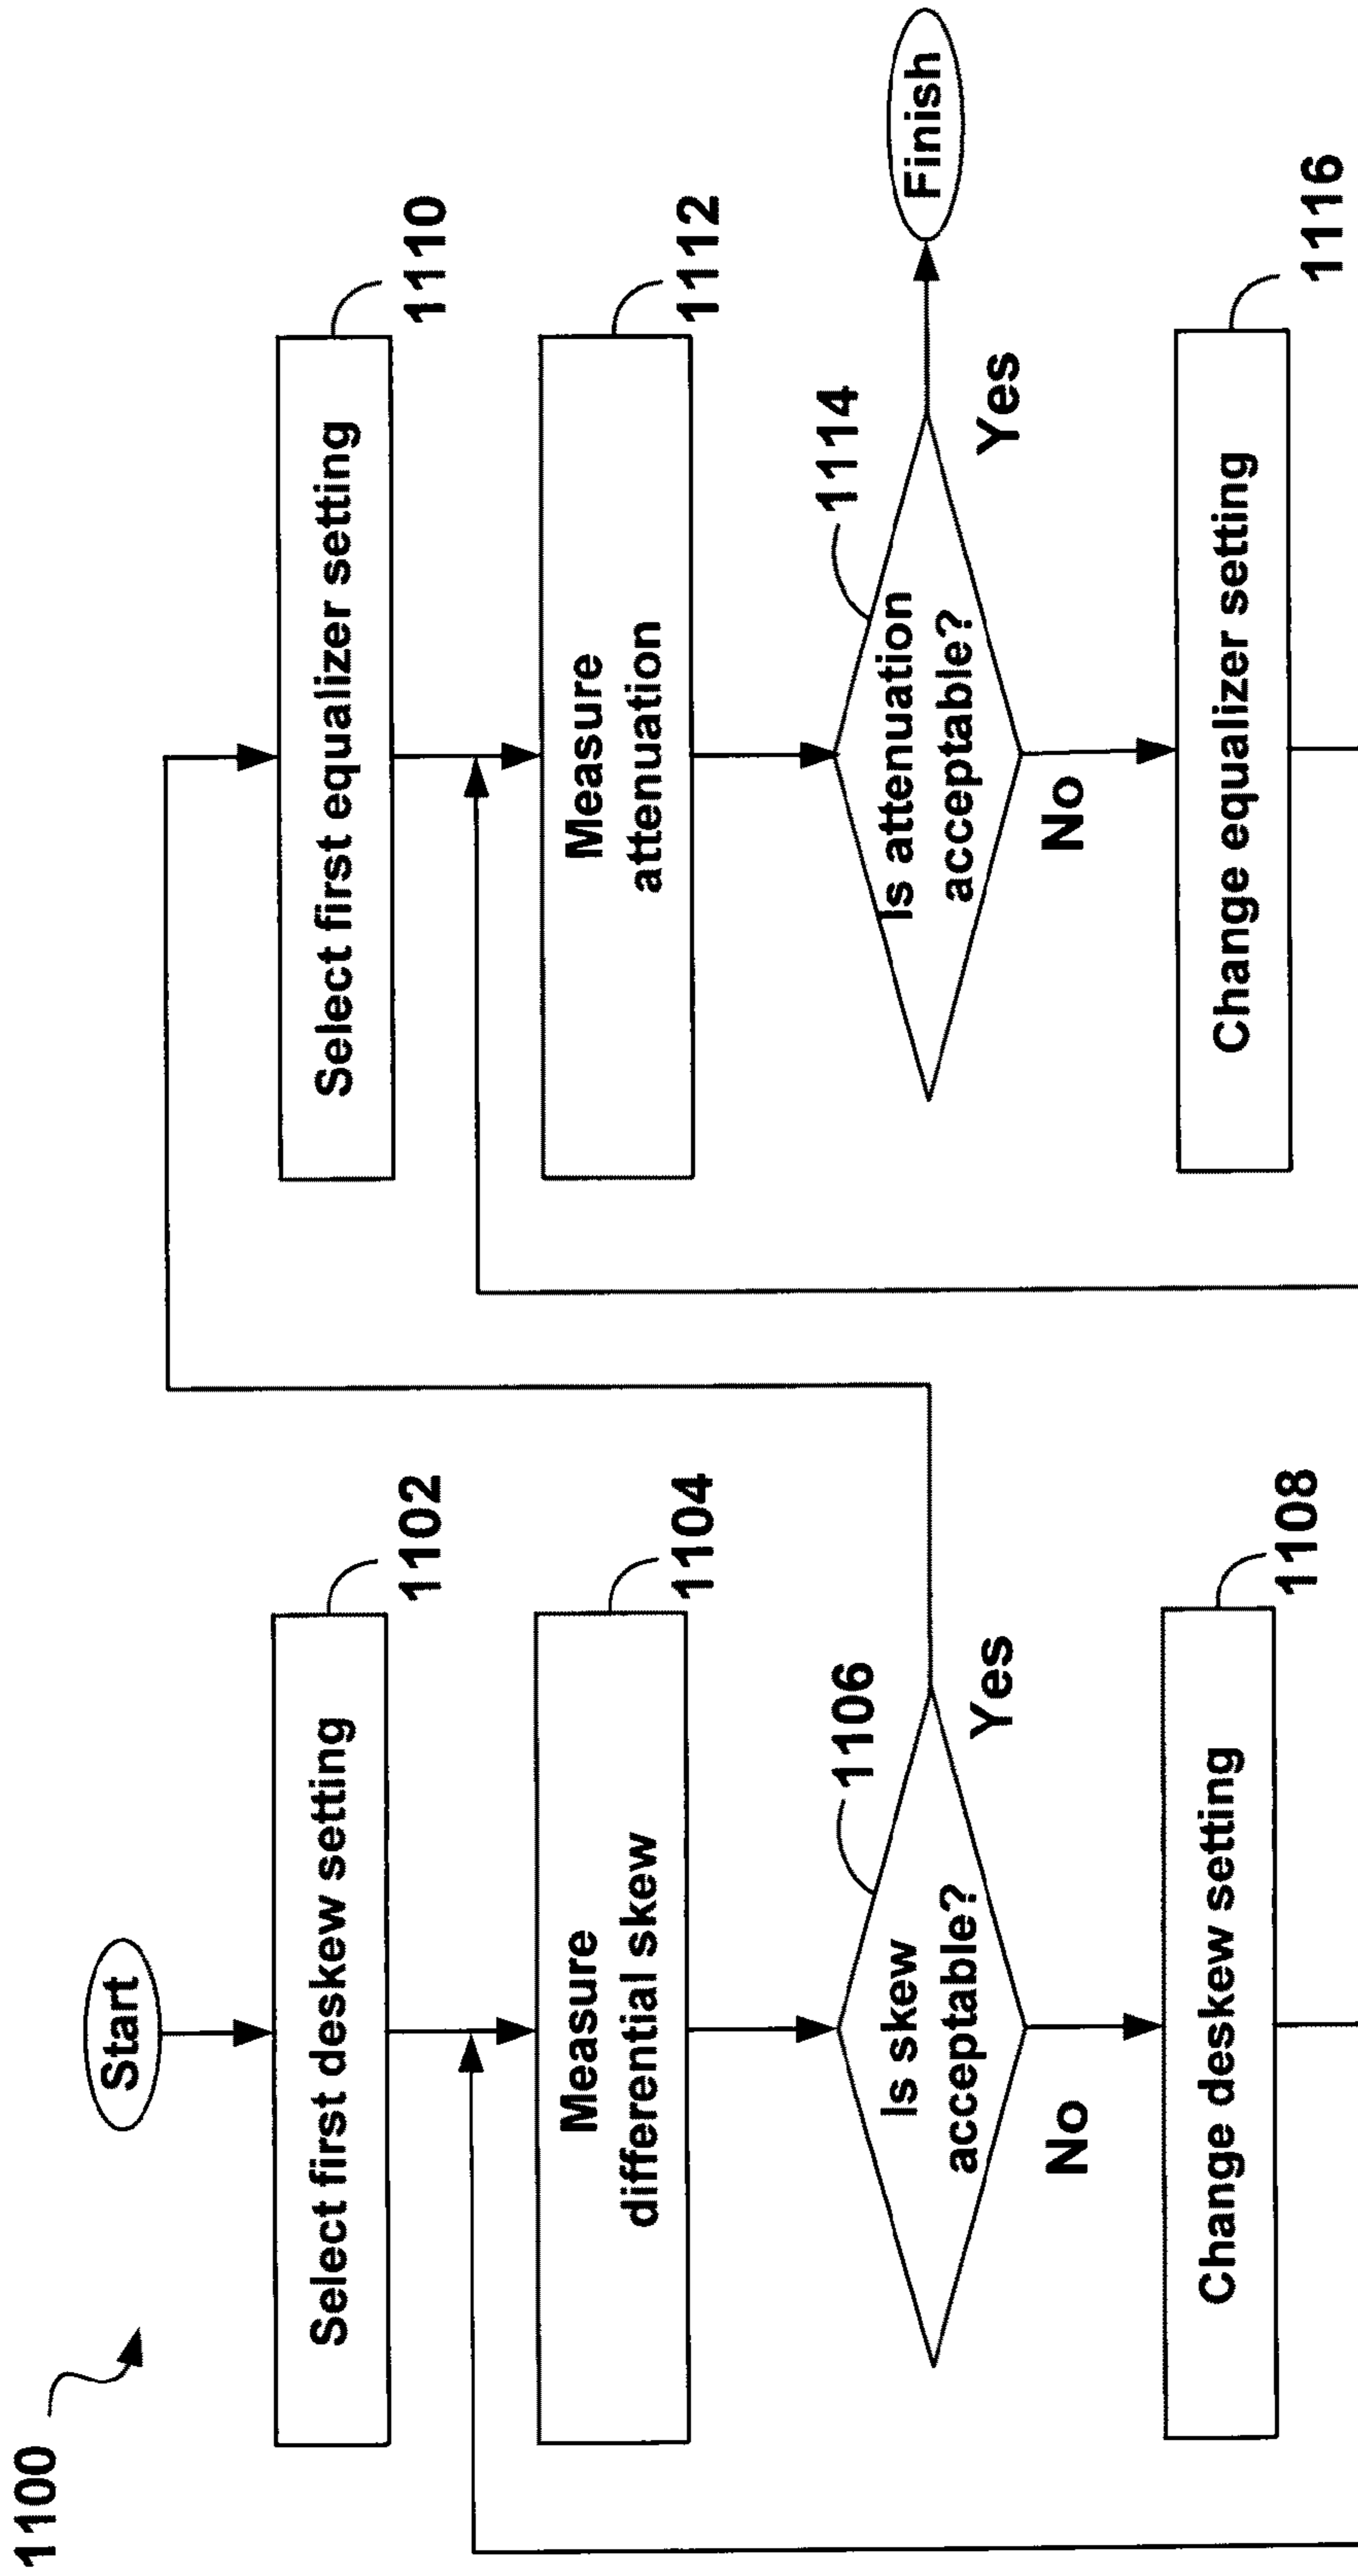 1100
Start
Select first deskew setting
1102
Measure
differential skew
1104
Is skew
acceptable?
1106
Yes
No
Change deskew setting
1108
Select first equalizer setting
1110
Measure
attenuation
1112
Is attenuation
acceptable?
1114
Yes
Finish
No
Change equalizer setting
1116